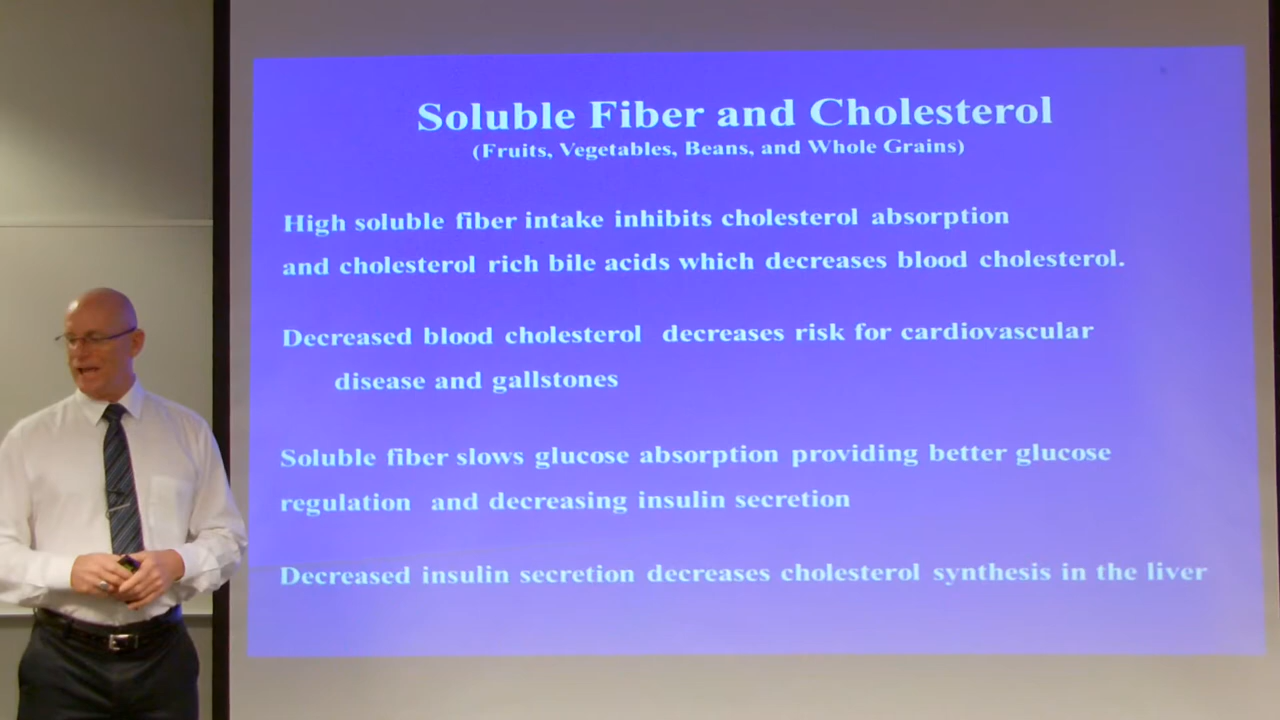 Soluble Fiber and Cholesterol
(Fruits, Vegetables, Beans, and Whole Grains)
High soluble fiber intake inhibits cholesterol absorption
and cholesterol rich bile acids which decreases blood cholesterol.
Decreased blood cholesterol decreases risk for cardiovascular
disease and gallstones
Soluble fiber slows glucose absorption providing better glucose
regulation and decreasing insulin secretion
Decreased insulin secretion decreases cholesterol synthesis in the liver